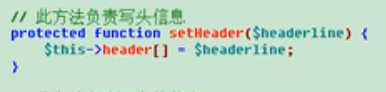 // 此方法负责写头信息
protected function setHeader($headerline) {
    $this->header[] = $headerline;
}